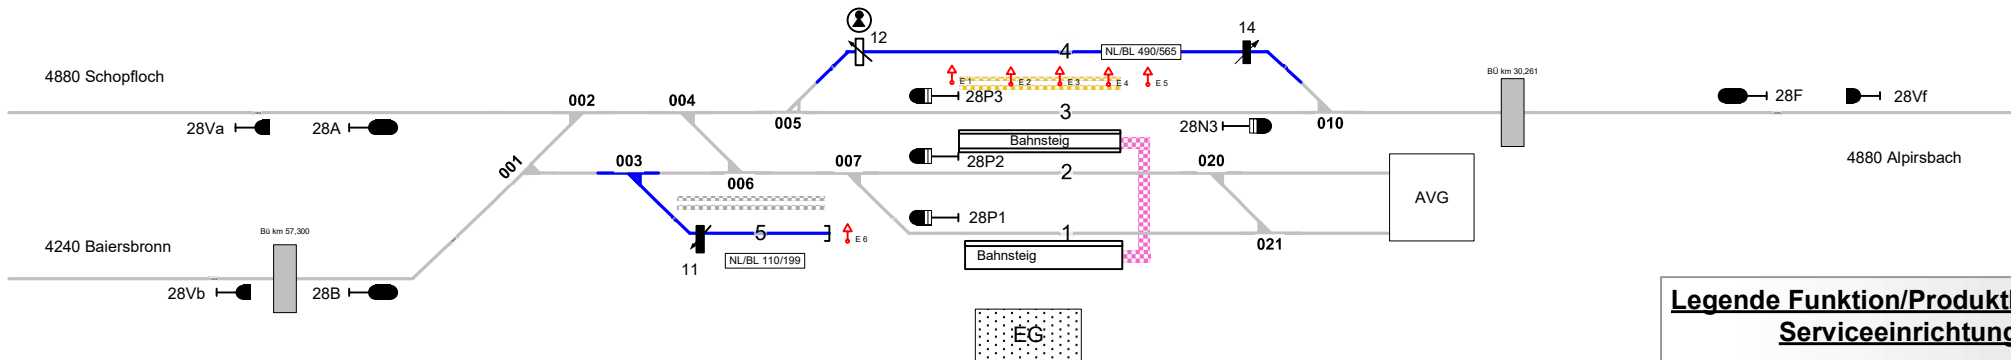 12
14
4
NL/BL 490/565
4880 Schopfloch
BÜ km 30,261
E 1
E 2
E 3
E 4
E 5
002
004
28P3
28F
28Vf
28Va
28A
005
3
28N3
010
Bahnsteig
001
003
28P2
020
4880 Alpirsbach
007
2
006
AVG
28P1
4240 Baiersbronn
Bü km 57,300
5
E 6
1
021
11
NL/BL 110/199
Bahnsteig
28Vb
28B
EG
Legende Funktion/Produktl
Serviceeinrichtung